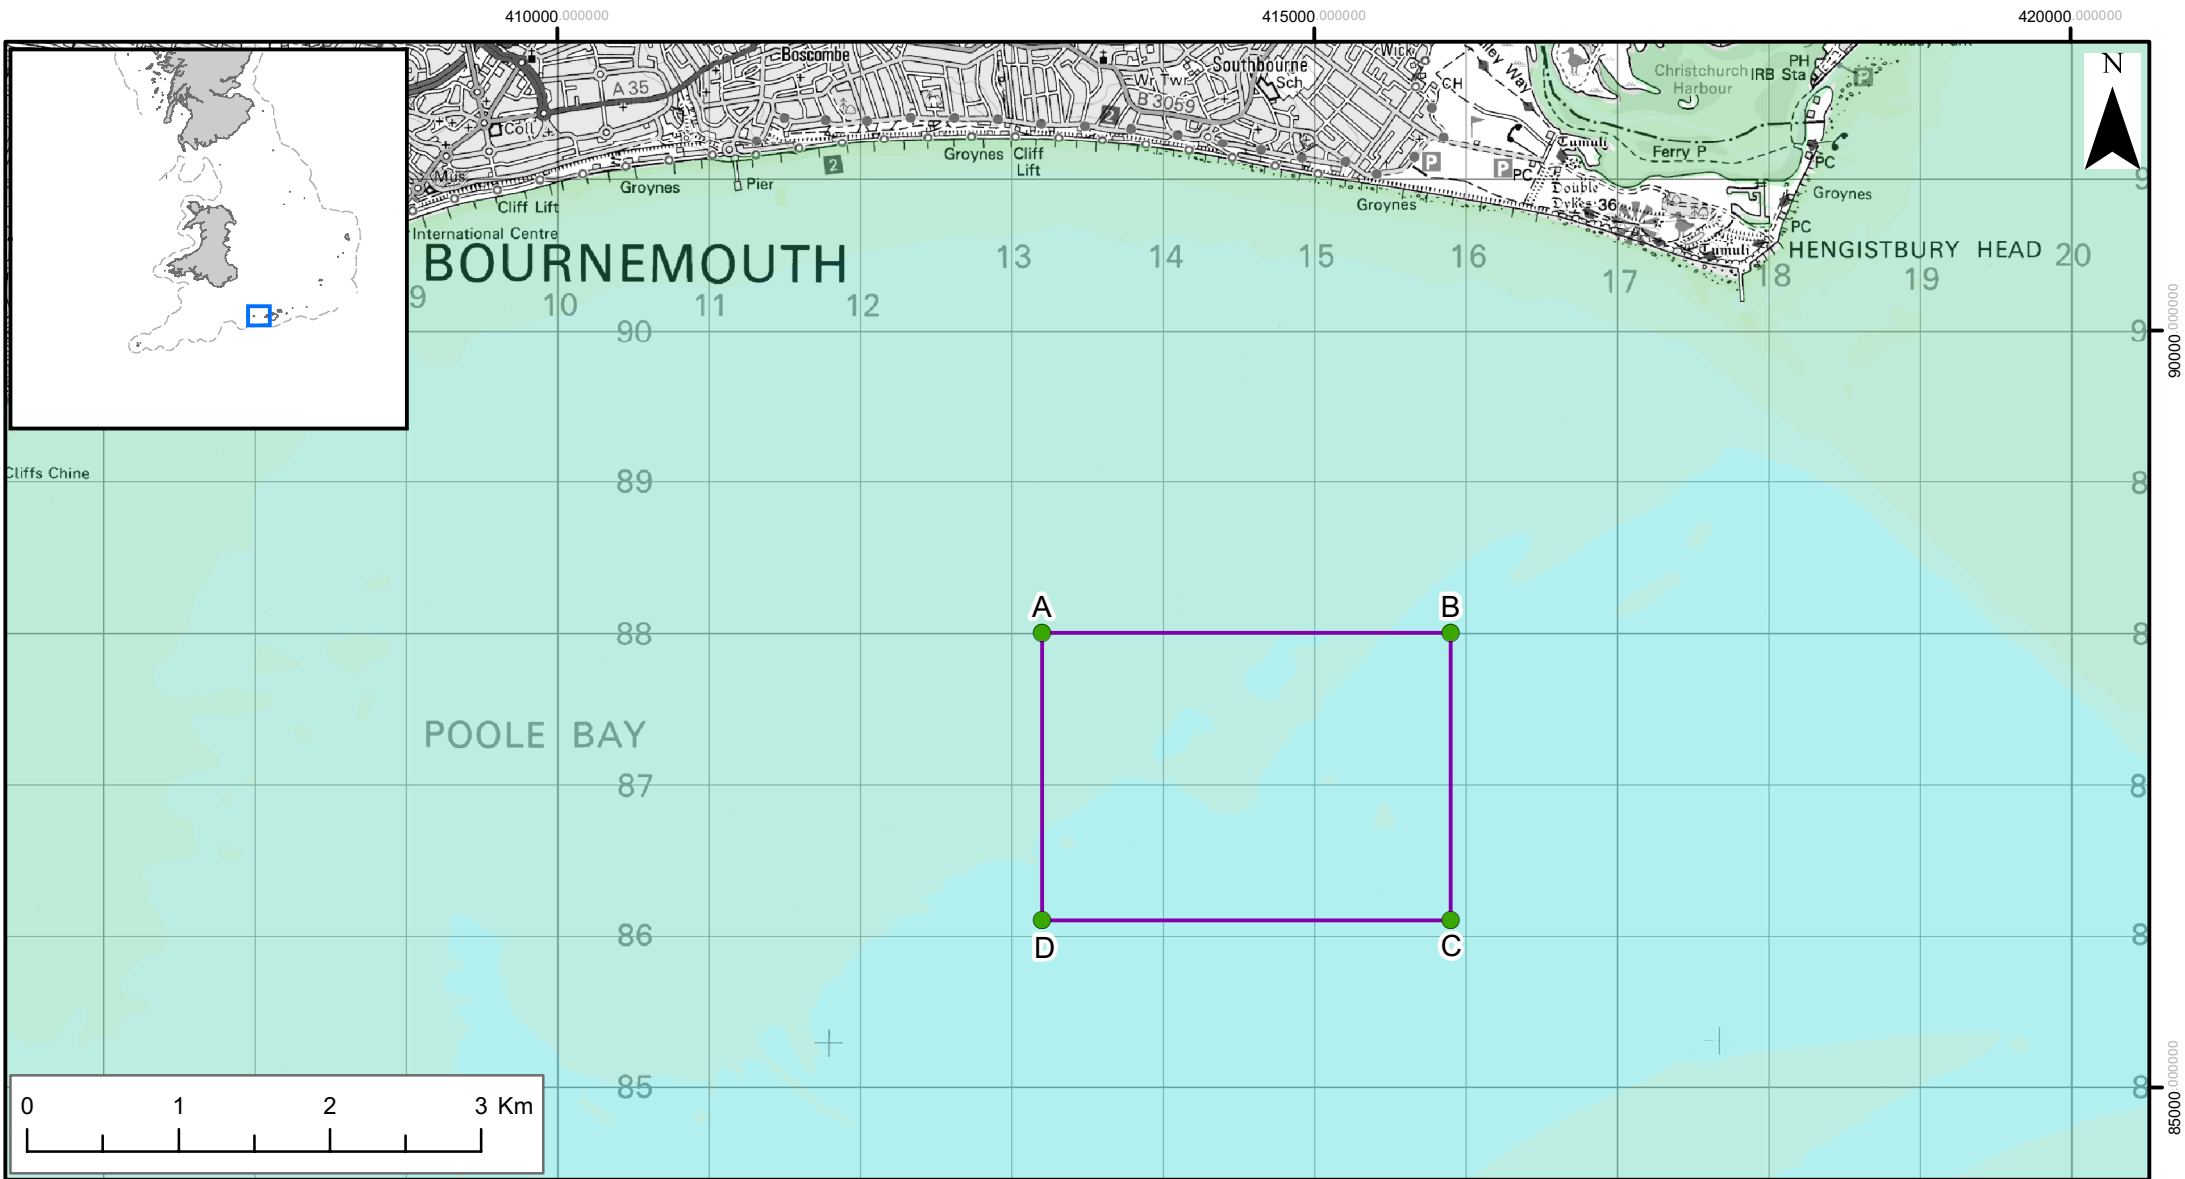 410000.000000 415000.000000 420000.000000
N
Boscombe
Southbourne
Wick
CH
Christchurch
Harbour
PH
IRB Sta
P
A 35
Wr Twr
Sch
B 3059
2
Coll
Mus
Groynes
Pier
2
Groynes
Cliff
Lift
P
P
PC
Tumuli
Ferry P
PC
Double
Dykes
36
Groynes
Cliff Lift
Groynes
PC
Tumuli
International Centre
BOURNEMOUTH
HENGISTBURY HEAD
9 10 11 12 13 14 15 16 17 18 19 20
90
90000.000000
Cliffs Chine
89
A B
88
POOLE BAY
87
86
D C
85
85000.000000
0 1 2 3 Km